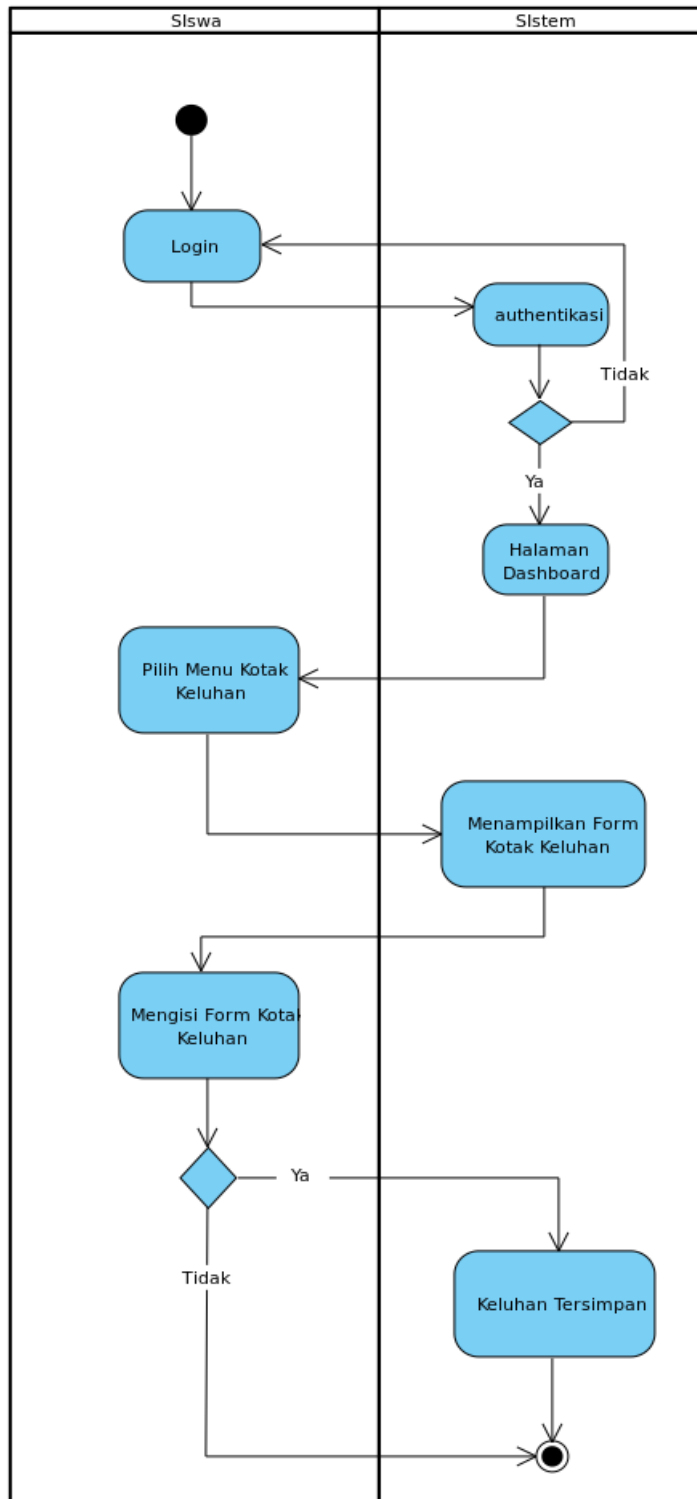 SIswa
SIstem
Login
authentikasi
Tidak
Ya
Halaman
Dashboard
Pilih Menu Kotak
Keluhan
Menampilkan Form
Kotak Keluhan
Mengisi Form Kotak
Keluhan
Ya
Tidak
Keluhan Tersimpan